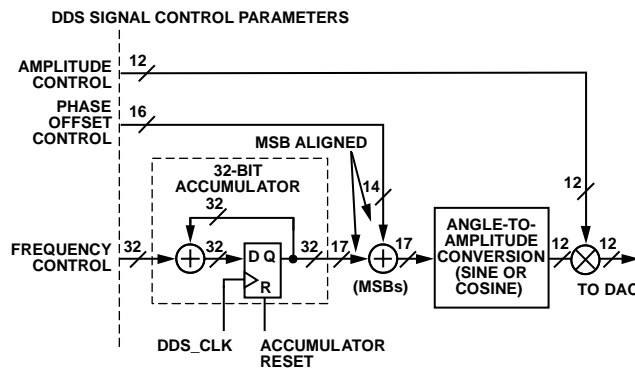 DDS SIGNAL CONTROL PARAMETERS
AMPLITUDE
CONTROL
12
PHASE
OFFSET
CONTROL
16
MSB ALIGNED
32-BIT
ACCUMULATOR
14
12
32
FREQUENCY
CONTROL
32
32
D Q
R
32
17
(MSBs)
17
ANGLE-TO-
AMPLITUDE
CONVERSION
(SINE OR
COSINE)
12
12
TO DAC
DDS_CLK
ACCUMULATOR
RESET